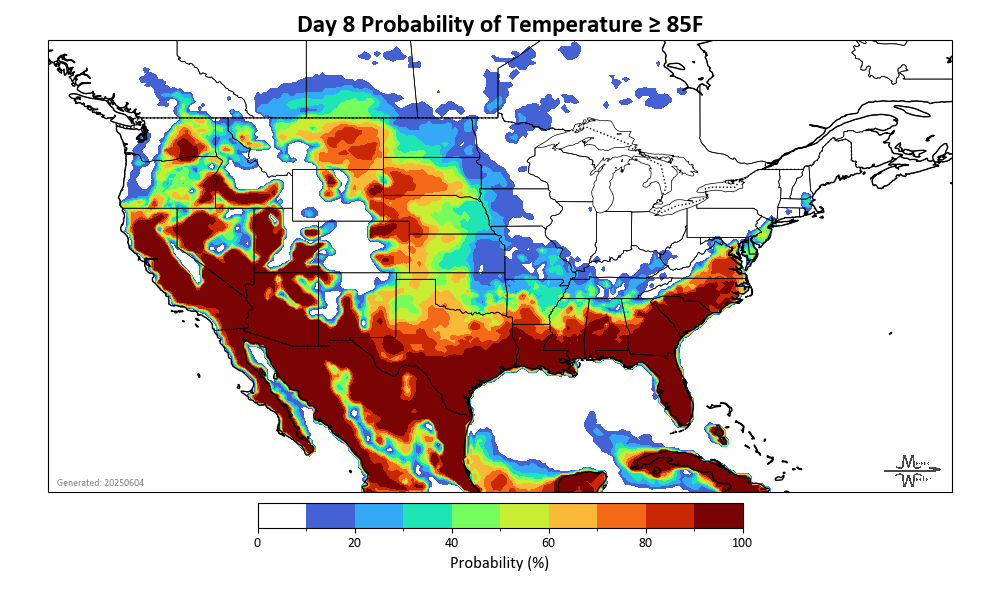 Day 8 Probability of Temperature ≥ 85F
Generated: 20250604
0 20 40 60 80 100
Probability (%)